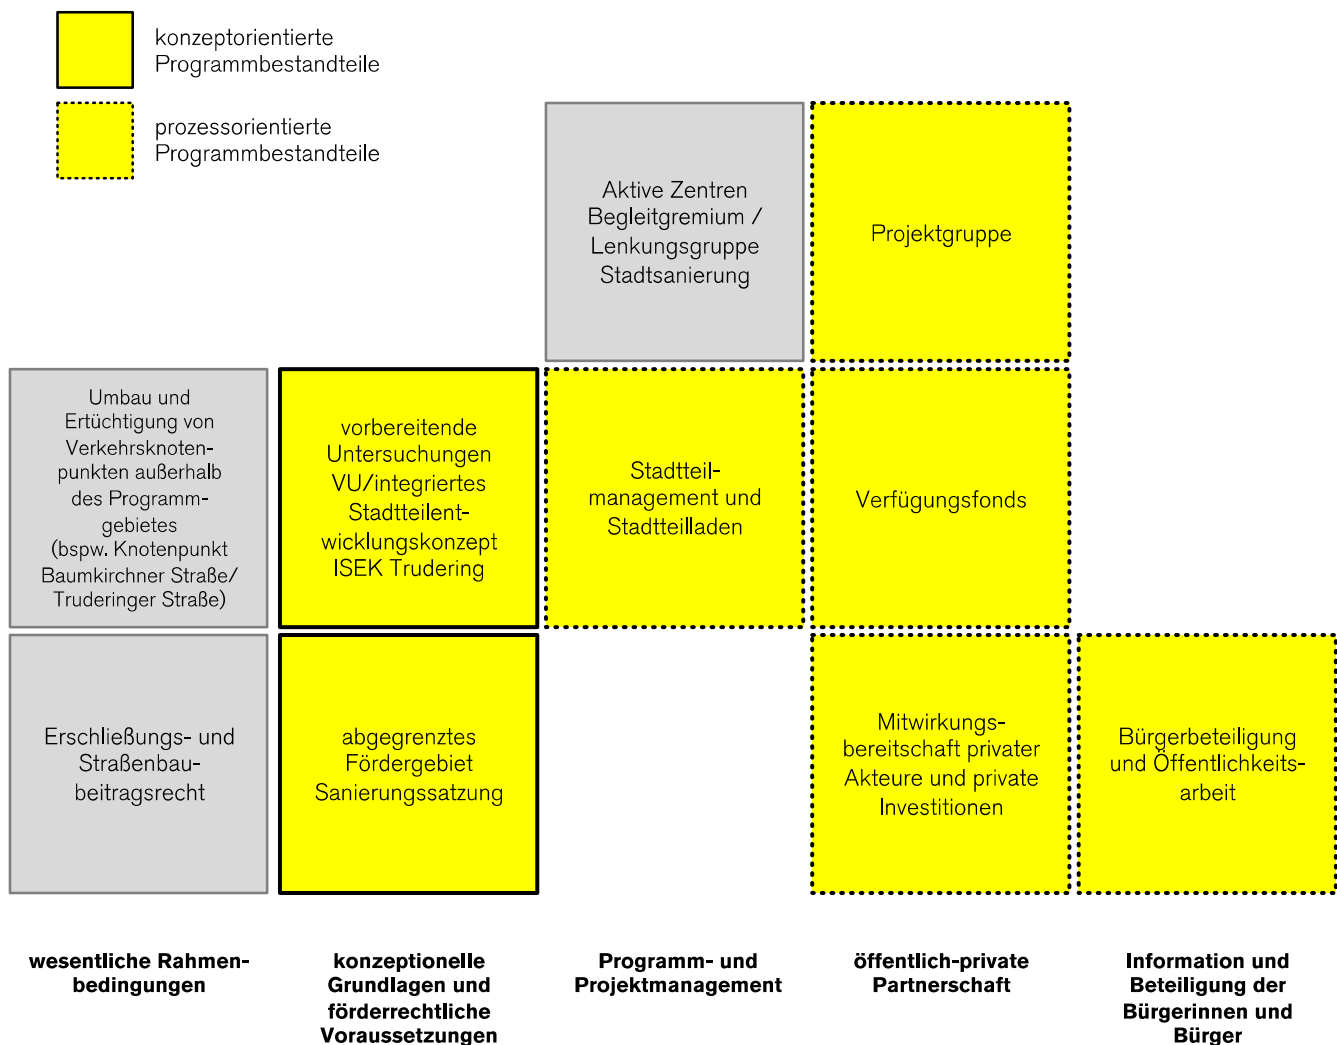 konzeptorientierte
Programmbestandteile
prozessorientierte
Programmbestandteile
Aktive Zentren
Begleitgremium /
Lenkungsgruppe
Stadtsanierung
Projektgruppe
Umbau und
Ertüchtigung von
Verkehrsknoten-
punkten außerhalb
des Programm-
gebietes
(bspw. Knotenpunkt
Baumkirchner Straße/
Truderinger Straße)
vorbereitende
Untersuchungen
VU/integriertes
Stadtteilent-
wicklungskonzept
ISEK Trudering
Stadtteil-
management und
Stadtteilladen
Verfügungsfonds
Erschließungs- und
Straßenbau-
beitragsrecht
abgegrenztes
Fördergebiet
Sanierungssatzung
Mitwirkungs-
bereitschaft privater
Akteure und private
Investitionen
Bürgerbeteiligung
und Öffentlichkeits-
arbeit
wesentliche Rahmen-
bedingungen
konzeptionelle
Grundlagen und
förderrechtliche
Voraussetzungen
Programm- und
Projektmanagement
öffentlich-private
Partnerschaft
Information und
Beteiligung der
Bürgerinnen und
Bürger